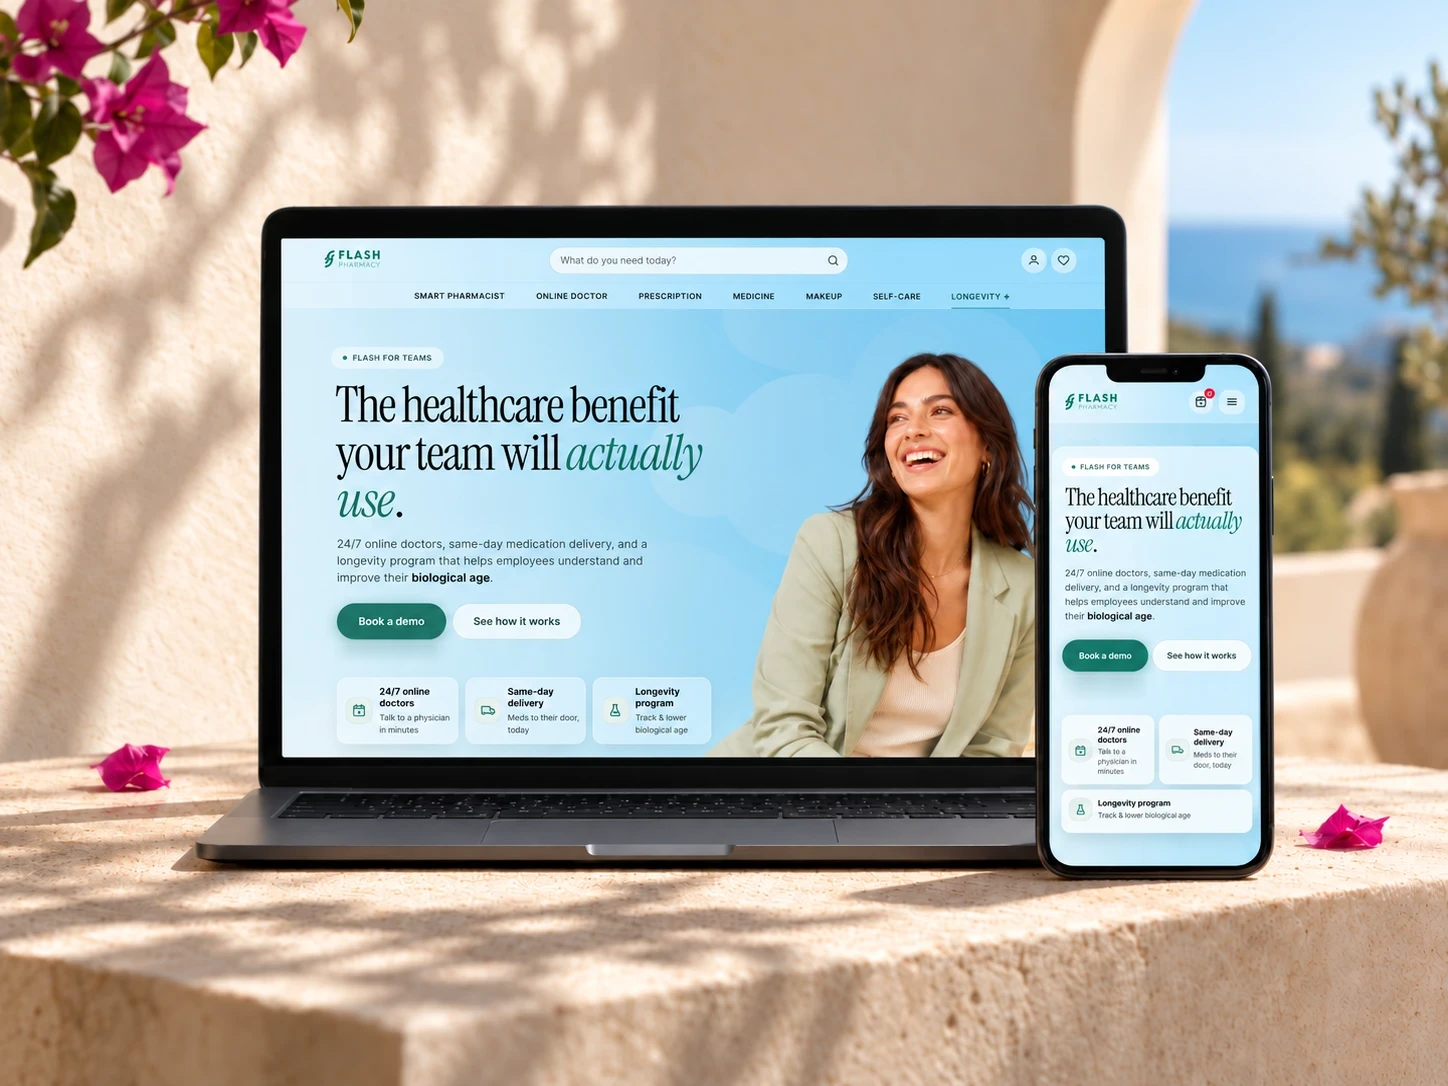 FLASH
PHARMACY
What do you need today?
SMART PHARMACIST
ONLINE DOCTOR
PRESCRIPTION
MEDICINE
MAKEUP
SELF-CARE
LONGEVITY +
FLASH FOR TEAMS
The healthcare benefit
your team will actually
use.
24/7 online doctors, same-day medication delivery, and a
longevity program that helps employees understand and
improve their biological age.
Book a demo
See how it works
24/7 online
doctors
Talk to a physician
in minutes
Same-day
delivery
Meds to their door,
today
Longevity
program
Track & lower
biological age
FLASH
PHARMACY
0
FLASH FOR TEAMS
The healthcare benefit
your team will actually
use.
24/7 online doctors, same-day medication
delivery, and a longevity program that
helps employees understand and improve
their biological age.
Book a demo
See how it works
24/7 online
doctors
Talk to a
physician in
minutes
Same-day
delivery
Meds to their
door, today
Longevity program
Track & lower biological age